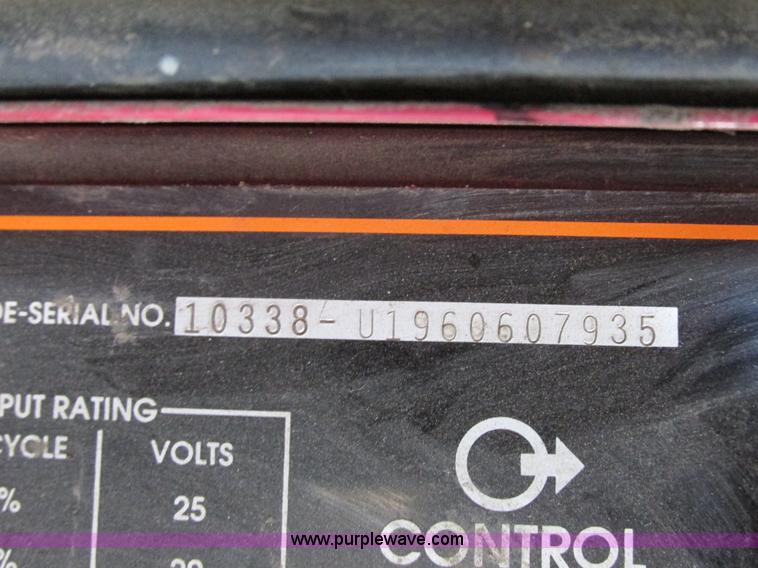 DE-SERIAL NO. 10338- U1960607935
PUT RATING
CYCLE VOLTS
% 25
CONTROL
% 
www.purplewave.com